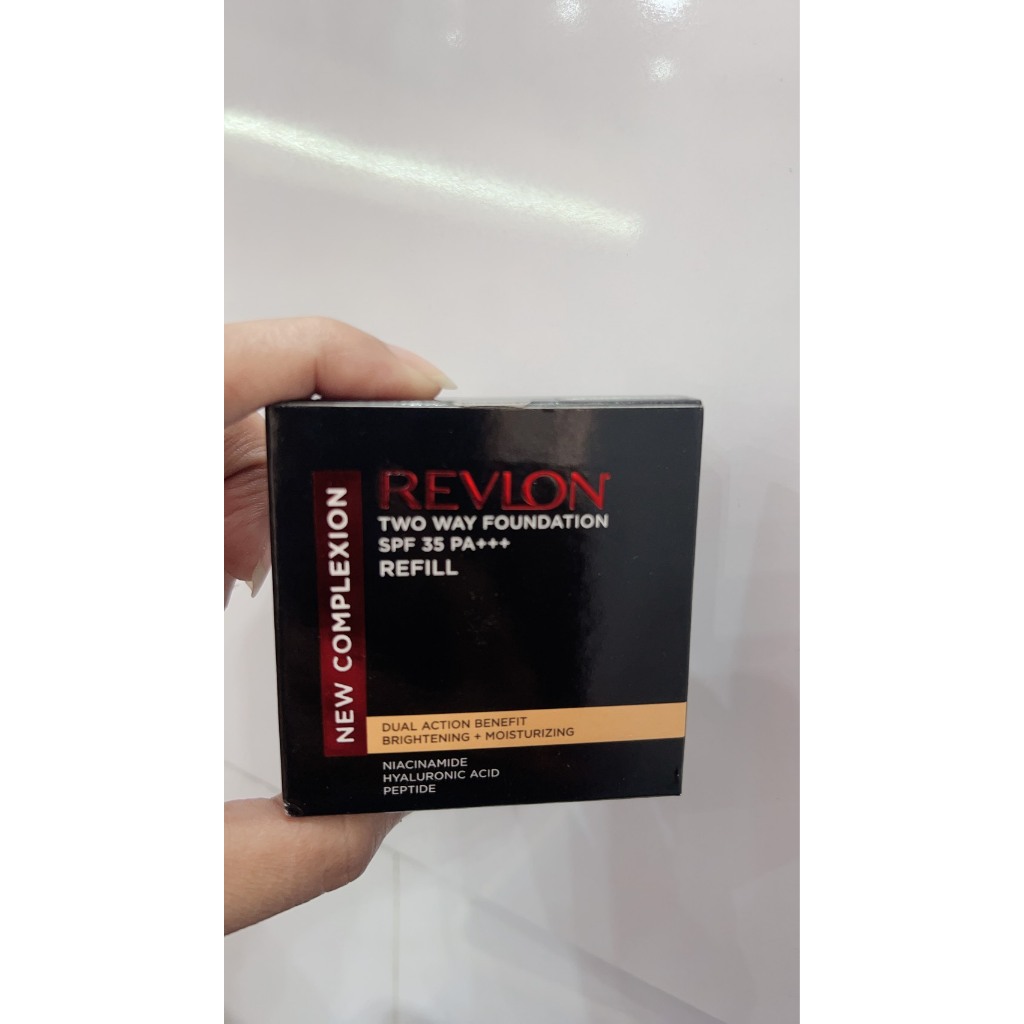 NEW COMPLEXION
REVLON
TWO WAY FOUNDATION
SPF 35 PA+++
REFILL
DUAL ACTION BENEFIT
BRIGHTENING + MOISTURIZING
NIACINAMIDE
HYALURONIC ACID
PEPTIDE